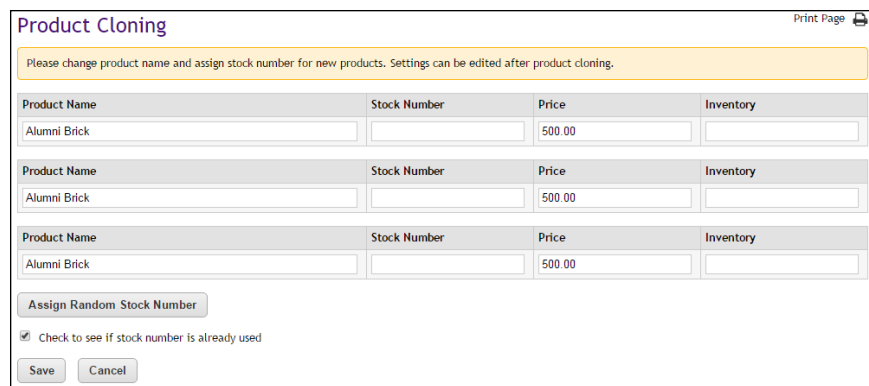 Product Cloning
Print Page
Please change product name and assign stock number for new products. Settings can be edited after product cloning.
Product Name Stock Number Price Inventory
Alumni Brick 500.00
Product Name Stock Number Price Inventory
Alumni Brick 500.00
Product Name Stock Number Price Inventory
Alumni Brick 500.00
Assign Random Stock Number
Check to see if stock number is already used
Save Cancel